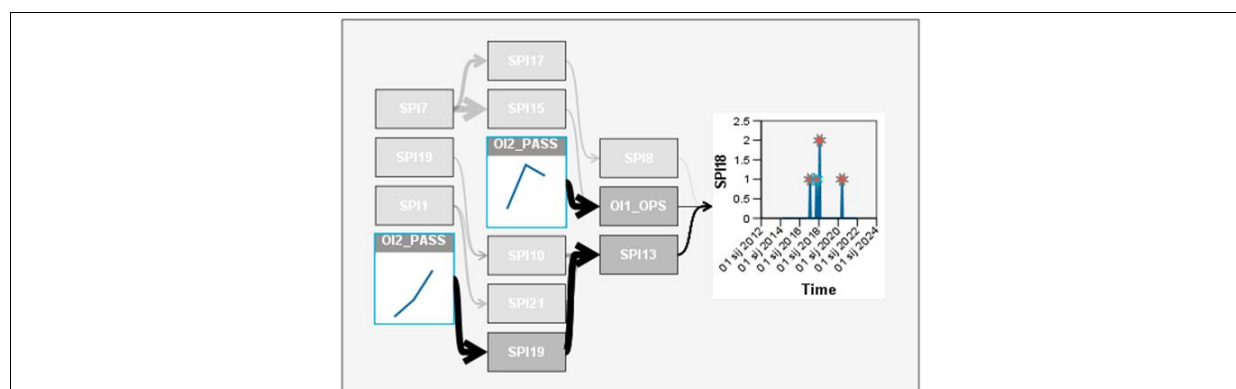 SPI17
SPI7
SPI15
OI2_PASS
SPI19
SPI8
SPI1
OI1_OPS
OI2_PASS
SPI10
SPI13
SPI21
SPI19
SPI18
2.5
2
1.5
1
0.5
0
01 sij 2012
01 sij 2014
01 sij 2016
01 sij 2018
01 sij 2020
01 sij 2022
01 sij 2024
Time